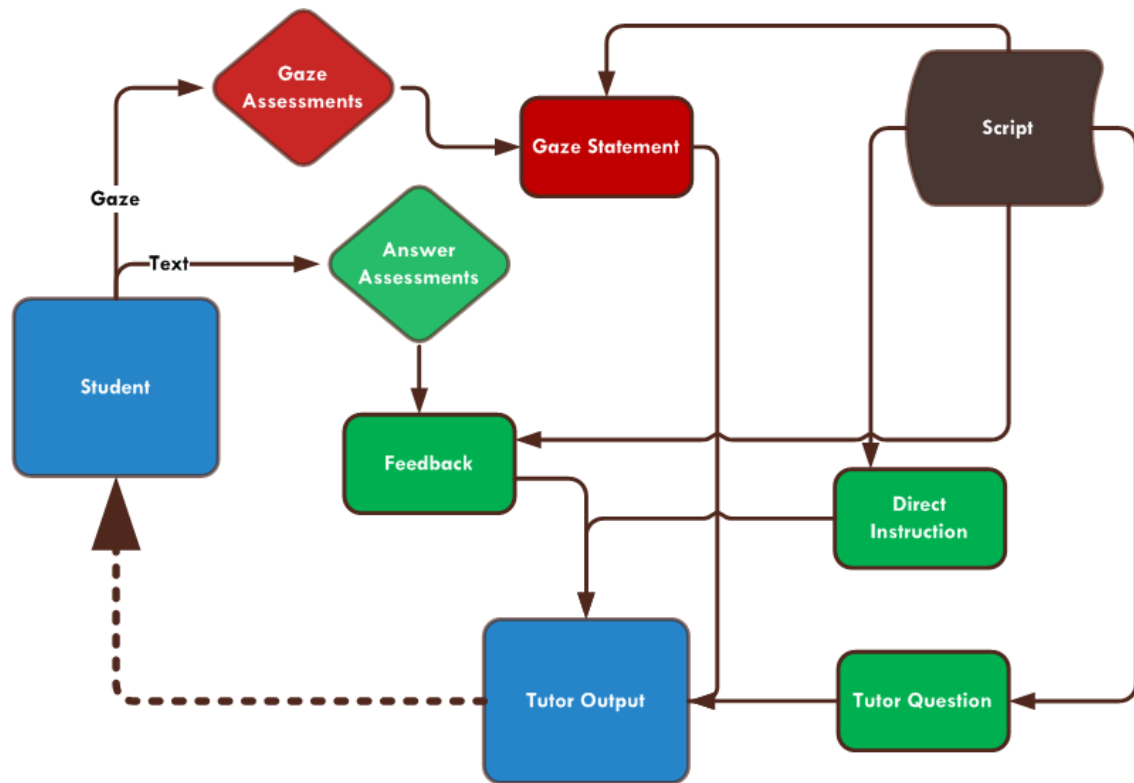 Gaze
Assessments
Gaze Statement
Script
Gaze
Text
Answer
Assessments
Student
Feedback
Direct
Instruction
Tutor Output
Tutor Question